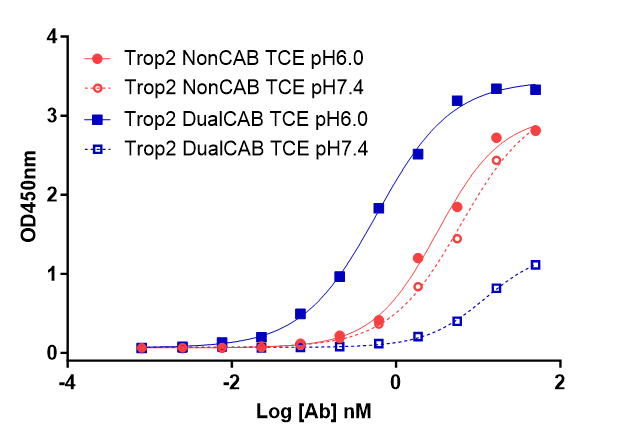 4
Trop2 NonCAB TCE pH6.0
Trop2 NonCAB TCE pH7.4
Trop2 DualCAB TCE pH6.0
Trop2 DualCAB TCE pH7.4
3
2
1
0
OD450nm
-4
-2
0
2
Log [Ab] nM